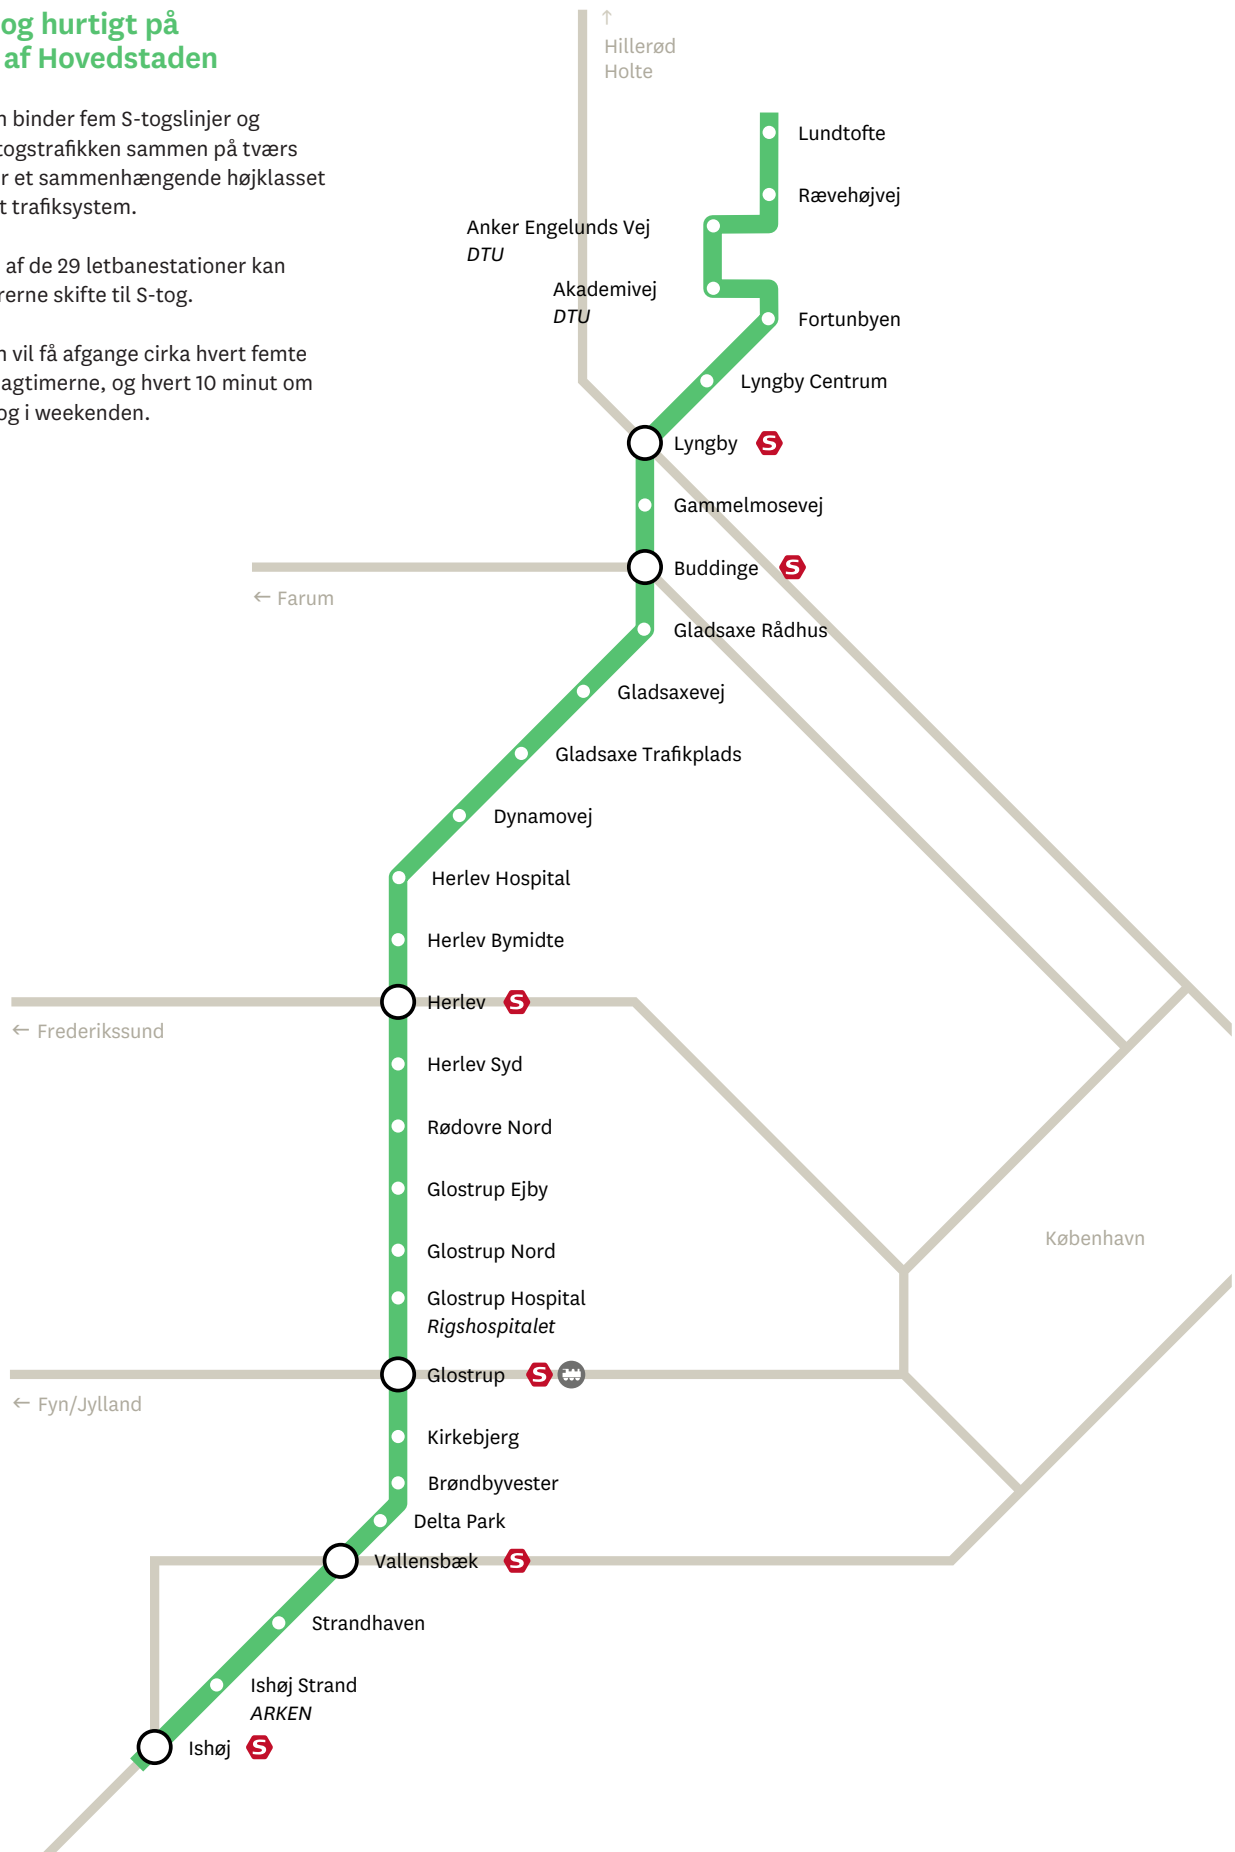 og hurtigt på
af Hovedstaden
binder fem S-togslinjer og
togstrafikken sammen på tværs
et sammenhængende højklasset
trafiksystem.
af de 29 letbanestationer kan
skifte til S-tog.
vil få afgange cirka hvert femte
og hvert 10 minut om
og i weekenden.
↑
Hillerød
Holte
Lundtofte
Rævehøjvej
Anker Engelunds Vej
DTU
Akademivej
DTU
Fortunbyen
Lyngby Centrum
Lyngby S
Gammelmosevej
Buddinge S
← Farum
Gladsaxe Rådhus
Gladsaxevej
Gladsaxe Trafikplads
Dynamovej
Herlev Hospital
Herlev Bymidte
Herlev S
← Frederikssund
Herlev Syd
Rødovre Nord
Glostrup Ejby
København
Glostrup Nord
Glostrup Hospital
Rigshospitalet
Glostrup S
← Fyn/Jylland
Kirkebjerg
Brøndbyvester
Delta Park
Vallensbæk S
Strandhaven
Ishøj Strand
ARKEN
Ishøj S